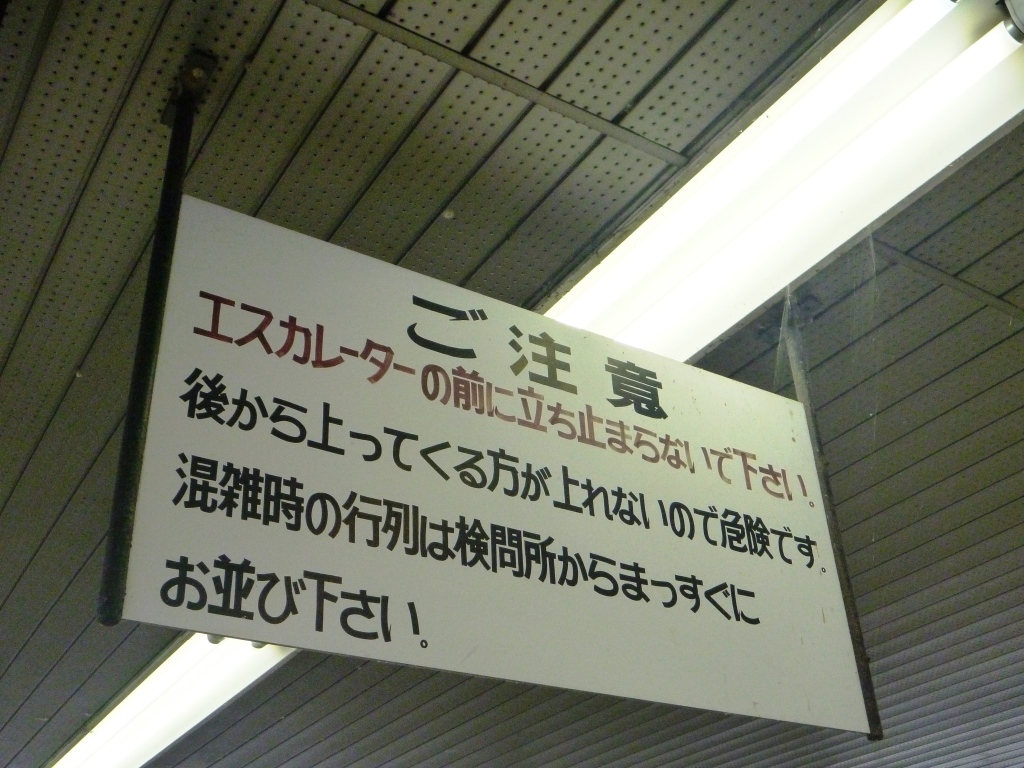 ご注意
エスカレーターの前に立ち止まらないで下さい。
後から上ってくる方が上れないので危険です。
混雑時の行列は検問所からまっすぐに
お並び下さい。